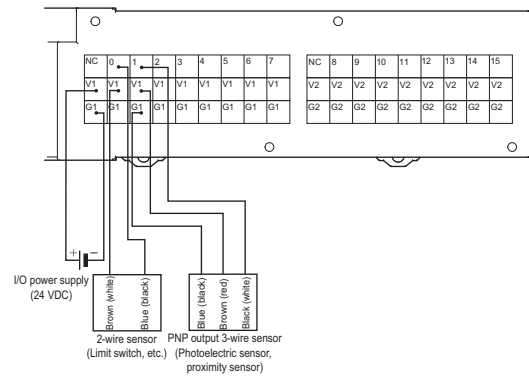 NC 0 1 2 3 4 5 6 7 NC 8 9 10 11 12 13 14 15
V1 V1 V1 V1 V1 V1 V1 V1 V1 V2 V2 V2 V2 V2 V2 V2 V2 V2
G1 G1 G1 G1 G1 G1 G1 G1 G1 G2 G2 G2 G2 G2 G2 G2 G2 G2
+ −
I/O power supply
(24 VDC)
Brown (white)
Blue (black)
2-wire sensor
(Limit switch, etc.)
Blue (black)
Brown (red)
Black (white)
PNP output 3-wire sensor
(Photoelectric sensor,
proximity sensor)